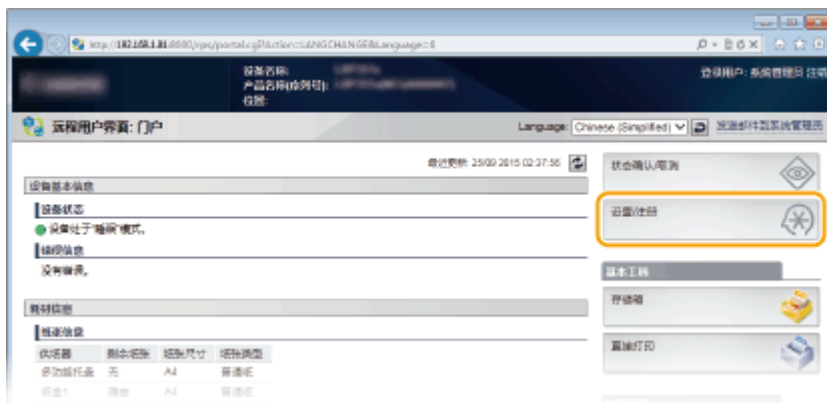 http://192.168.1.81:8000/rps/portal.cgi?Action=LANGCHANGE&Language=6
设备名称:
产品名称(序列号):
位置:
登录用户: 系统管理员 注销
远程用户界面: 门户
Language: Chinese (Simplified)
发送邮件到系统管理员
最近更新: 25/09 2015 02:37:56
状态确认/取消
设备基本信息
设置/注册
设备状态
设备处于“睡眠”模式。
错误信息
没有错误。
基本工具
存储箱
耗材信息
纸张信息
直接打印
供纸器 剩余纸张 纸张尺寸 纸张类型
多功能托盘 无 A4 普通纸
纸盒1 A4 普通纸